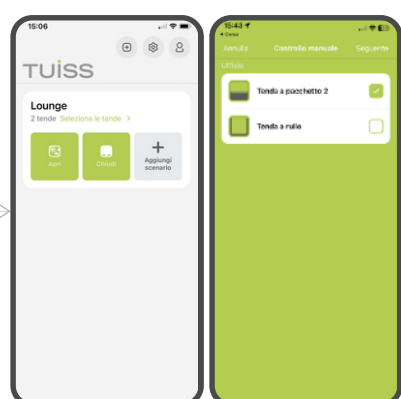 15:06
TUiSS
Lounge
2 tende Seleziona le tende >
Apri
Chiudi
Aggiungi
scenario
15:43
◂ Cerca
Annulla Controllo manuale Seguente
Ufficio
Tenda a pacchetto 2
Tenda a rullo